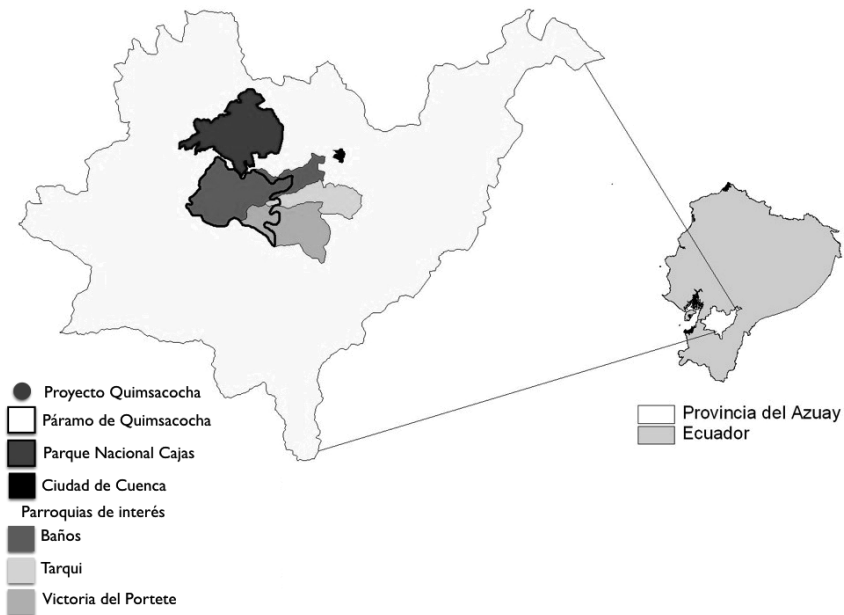 Proyecto Quimsacocha
Páramo de Quimsacocha
Parque Nacional Cajas
Ciudad de Cuenca
Parroquias de interés
Baños
Tarqui
Victoria del Portete
Provincia del Azuay
Ecuador